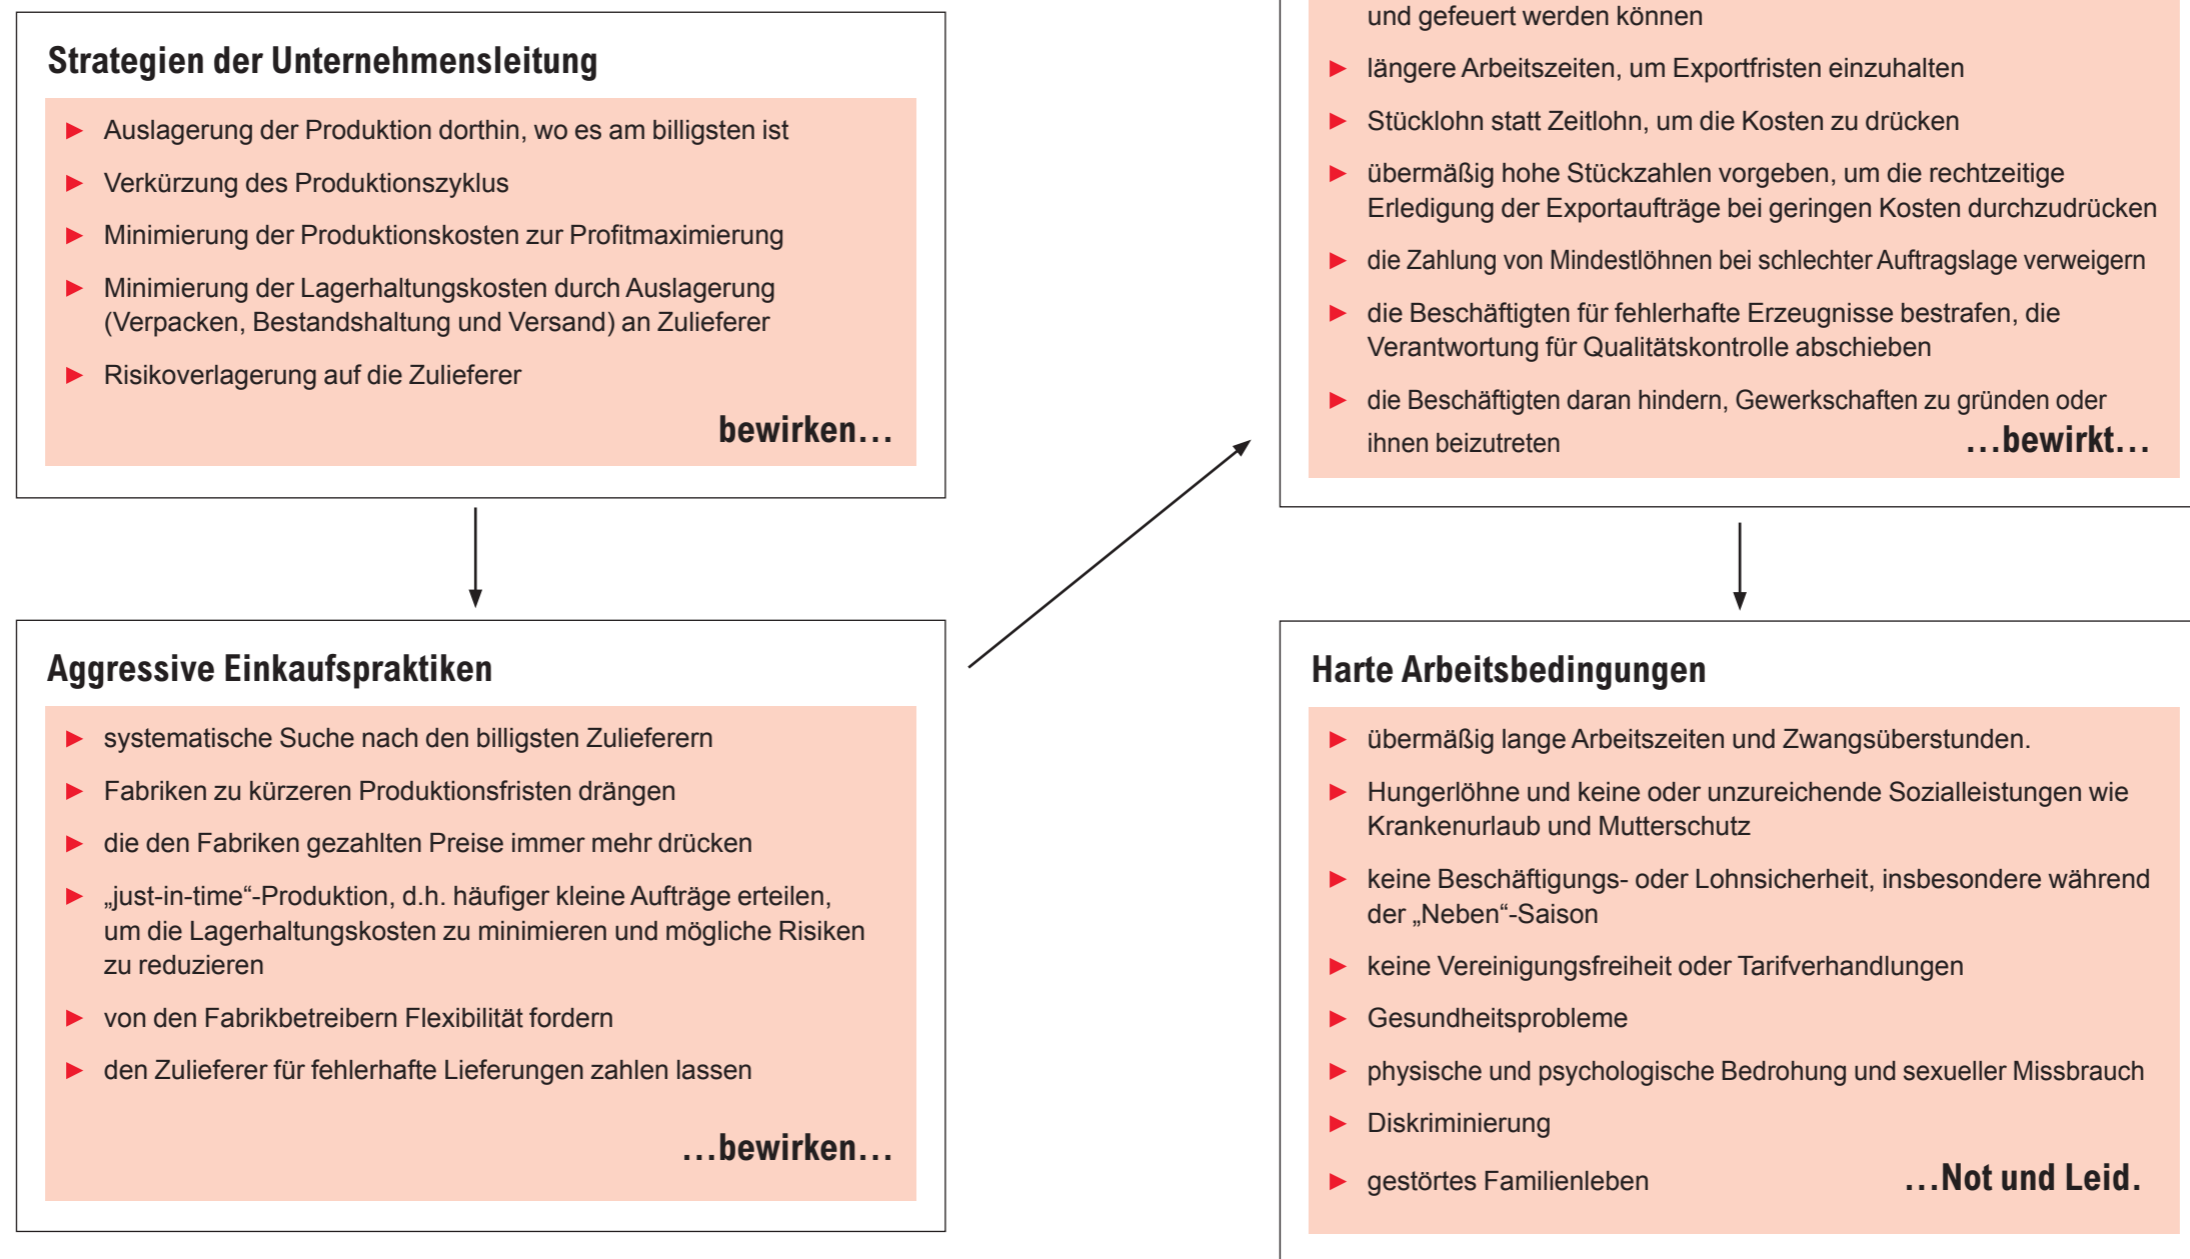 Strategien der Unternehmensleitung
► Auslagerung der Produktion dorthin, wo es am billigsten ist
► Verkürzung des Produktionszyklus
► Minimierung der Produktionskosten zur Profitmaximierung
► Minimierung der Lagerhaltungskosten durch Auslagerung
(Verpacken, Bestandshaltung und Versand) an Zulieferer
► Risikoverlagerung auf die Zulieferer
bewirken…
Aggressive Einkaufspraktiken
► systematische Suche nach den billigsten Zulieferern
► Fabriken zu kürzeren Produktionsfristen drängen
► die den Fabriken gezahlten Preise immer mehr drücken
► „just-in-time“-Produktion, d.h. häufiger kleine Aufträge erteilen,
um die Lagerhaltungskosten zu minimieren und mögliche Risiken
zu reduzieren
► von den Fabrikbetreibern Flexibilität fordern
► den Zulieferer für fehlerhafte Lieferungen zahlen lassen
…bewirken…
und gefeuert werden können
► längere Arbeitszeiten, um Exportfristen einzuhalten
► Stücklohn statt Zeitlohn, um die Kosten zu drücken
► übermäßig hohe Stückzahlen vorgeben, um die rechtzeitige
Erledigung der Exportaufträge bei geringen Kosten durchzudrücken
► die Zahlung von Mindestlöhnen bei schlechter Auftragslage verweigern
► die Beschäftigten für fehlerhafte Erzeugnisse bestrafen, die
Verantwortung für Qualitätskontrolle abschieben
► die Beschäftigten daran hindern, Gewerkschaften zu gründen oder
ihnen beizutreten …bewirkt…
Harte Arbeitsbedingungen
► übermäßig lange Arbeitszeiten und Zwangsüberstunden.
► Hungerlöhne und keine oder unzureichende Sozialleistungen wie
Krankenurlaub und Mutterschutz
► keine Beschäftigungs- oder Lohnsicherheit, insbesondere während
der „Neben“-Saison
► keine Vereinigungsfreiheit oder Tarifverhandlungen
► Gesundheitsprobleme
► physische und psychologische Bedrohung und sexueller Missbrauch
► Diskriminierung
► gestörtes Familienleben …Not und Leid.